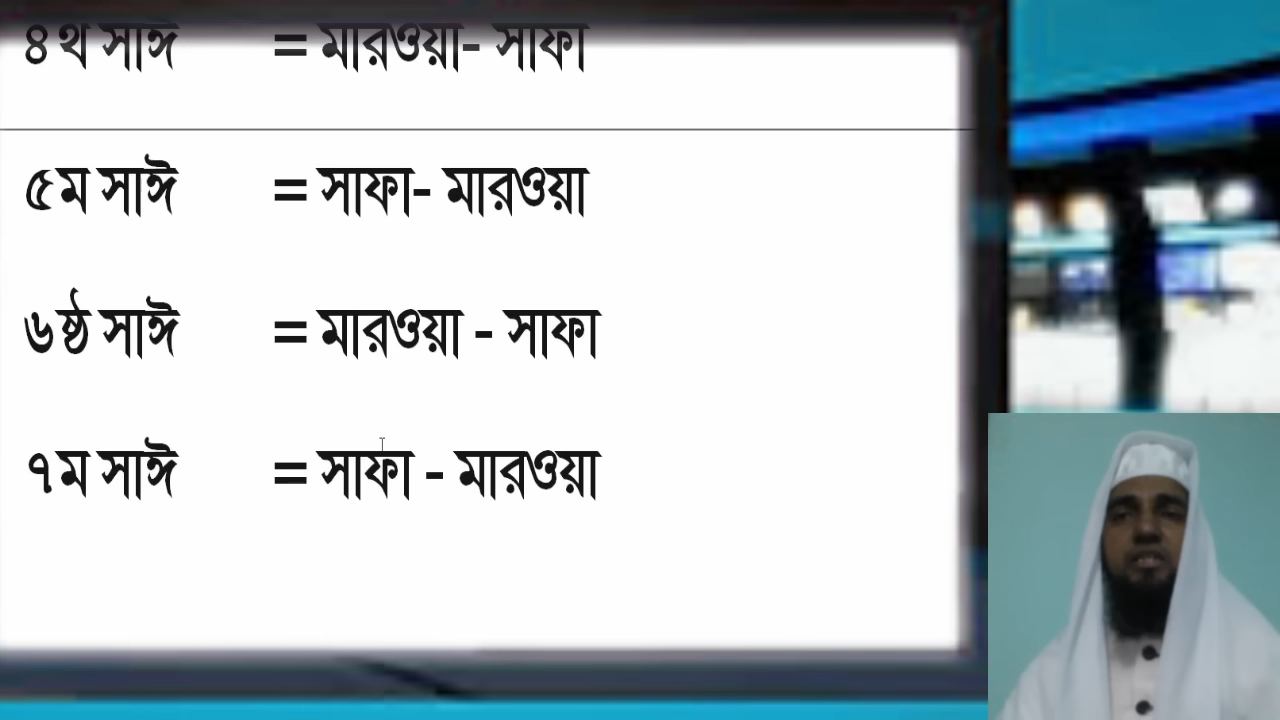 ৪থ সাঈ = মারওয়া- সাফা
৫ম সাঈ = সাফা- মারওয়া
৬ষ্ঠ সাঈ = মারওয়া - সাফা
৭ম সাঈ = সাফা - মারওয়া